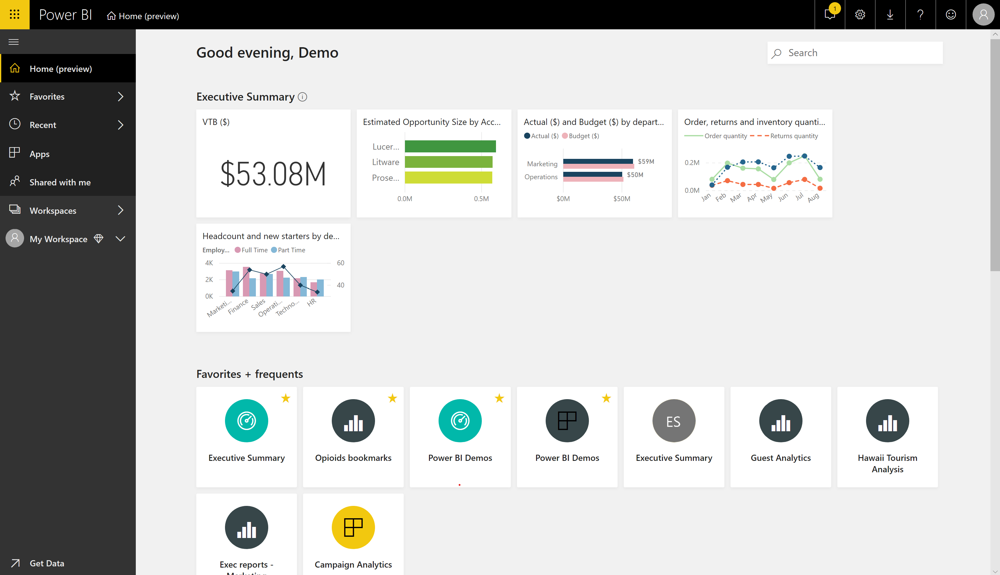 Power BI
Home (preview)
1
Home (preview)
Favorites
Recent
Apps
Shared with me
Workspaces
My Workspace
Get Data
Good evening, Demo
Search
Executive Summary
VTB ($)
$53.08M
Estimated Opportunity Size by Acc...
Lucer...
Litware
Prose...
0.0M 0.5M
Actual ($) and Budget ($) by depart...
Actual ($) Budget ($)
Marketing $59M
Operations $50M
$0M $50M
Order, returns and inventory quanti...
Order quantity Returns quantity
0.2M
0.0M
Jan Feb Mar Apr May Jun Jul Aug
Headcount and new starters by de...
Employ... Full Time Part Time
4K 60
2K 40
0K
Marketi... Finance Sales Operati... Techno... HR
Favorites + frequents
ES
Executive Summary
Opioids bookmarks
Power BI Demos
Power BI Demos
Executive Summary
Guest Analytics
Hawaii Tourism
Analysis
Exec reports -
Campaign Analytics